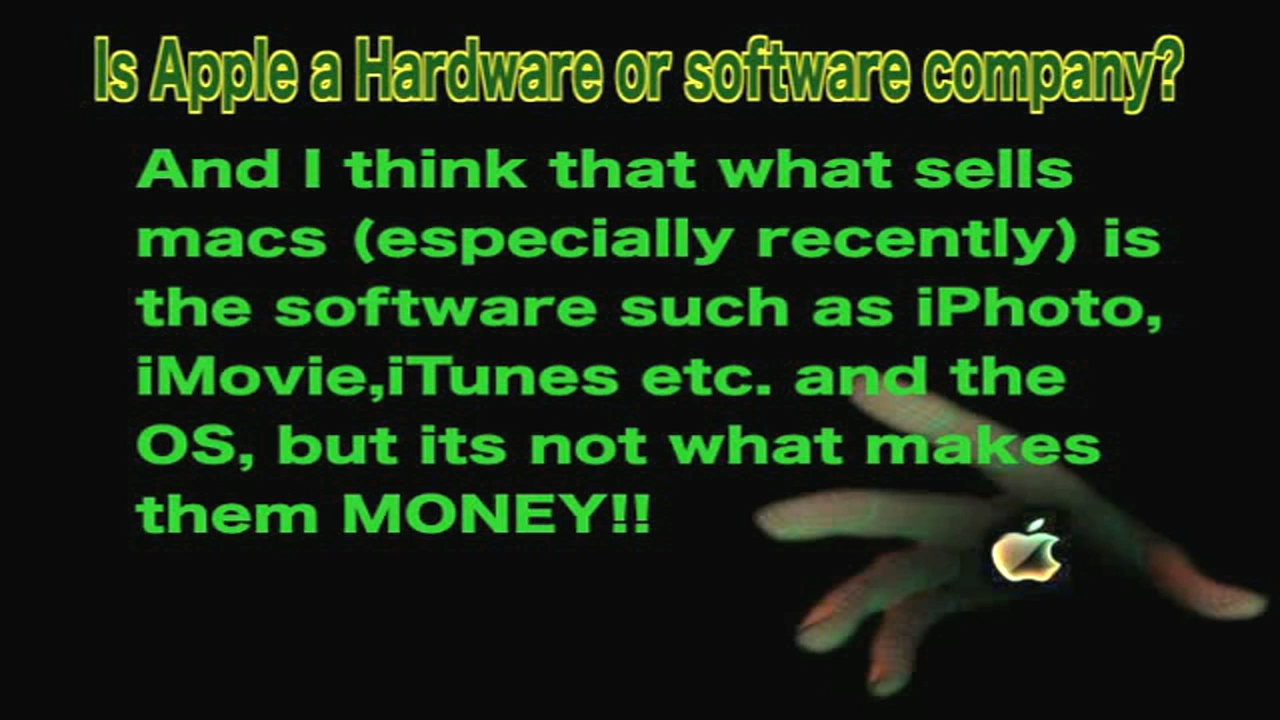 Is Apple a Hardware or software company?
And I think that what sells
macs (especially recently) is
the software such as iPhoto,
iMovie,iTunes etc. and the
OS, but its not what makes
them MONEY!!